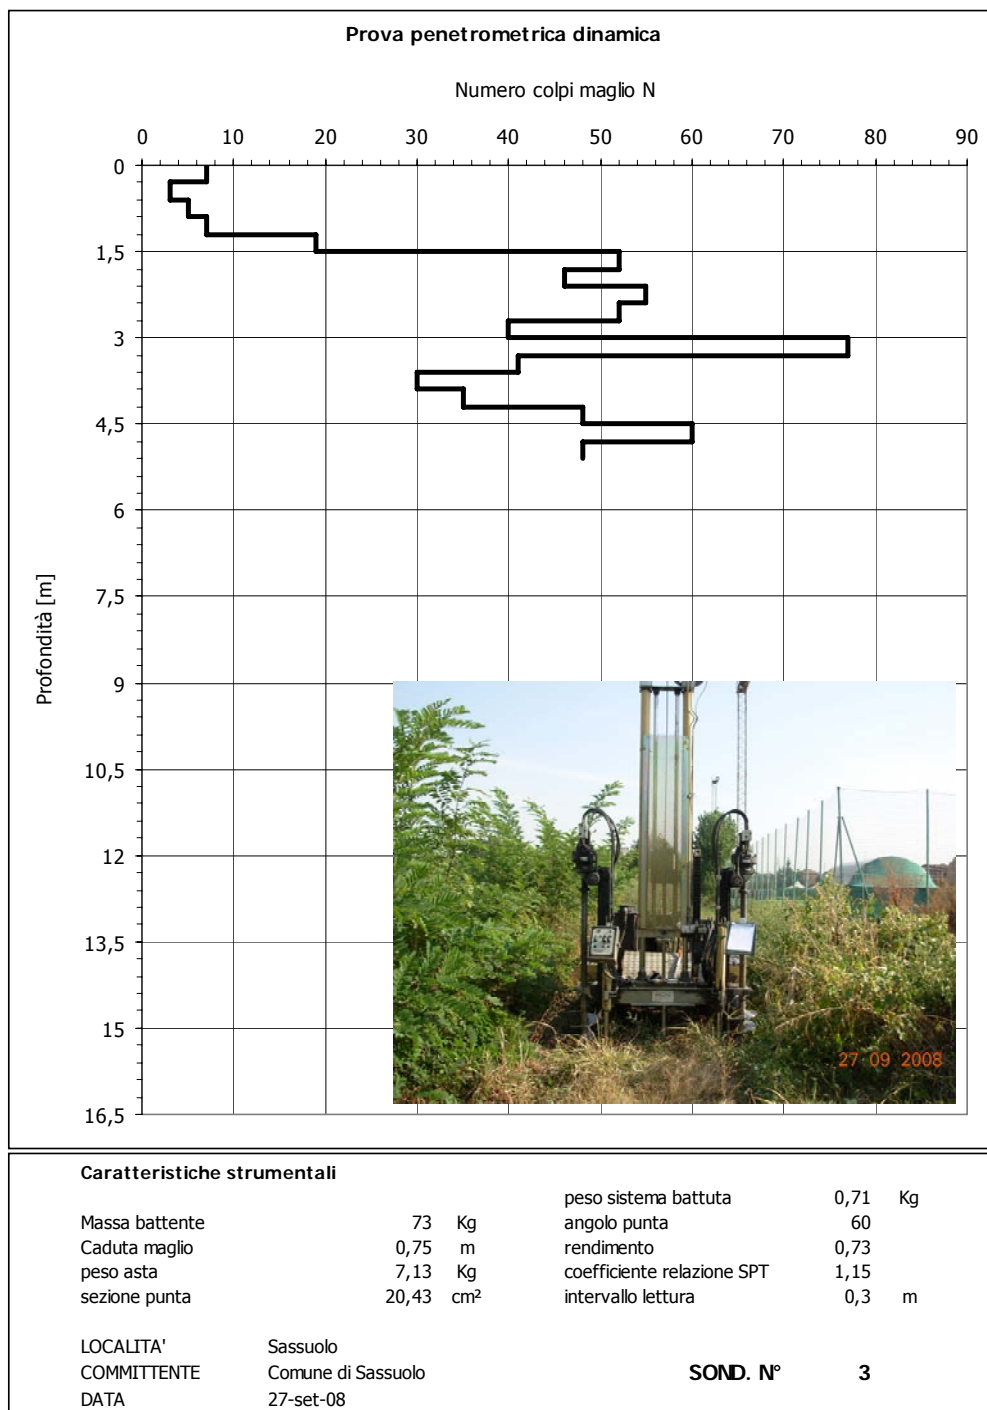 Prova penetrometrica dinamica
Numero colpi maglio N
0 10 20 30 40 50 60 70 80 90
0
1,5
3
4,5
6
7,5
9
10,5
12
13,5
15
16,5
Profondità [m]
27 09 2008
Caratteristiche strumentali
peso sistema battuta 0,71 Kg
Massa battente 73 Kg angolo punta 60
Caduta maglio 0,75 m rendimento 0,73
peso asta 7,13 Kg coefficiente relazione SPT 1,15
sezione punta 20,43 cm² intervallo lettura 0,3 m
LOCALITA' Sassuolo
COMMITTENTE Comune di Sassuolo SOND. N° 3
DATA 27-set-08